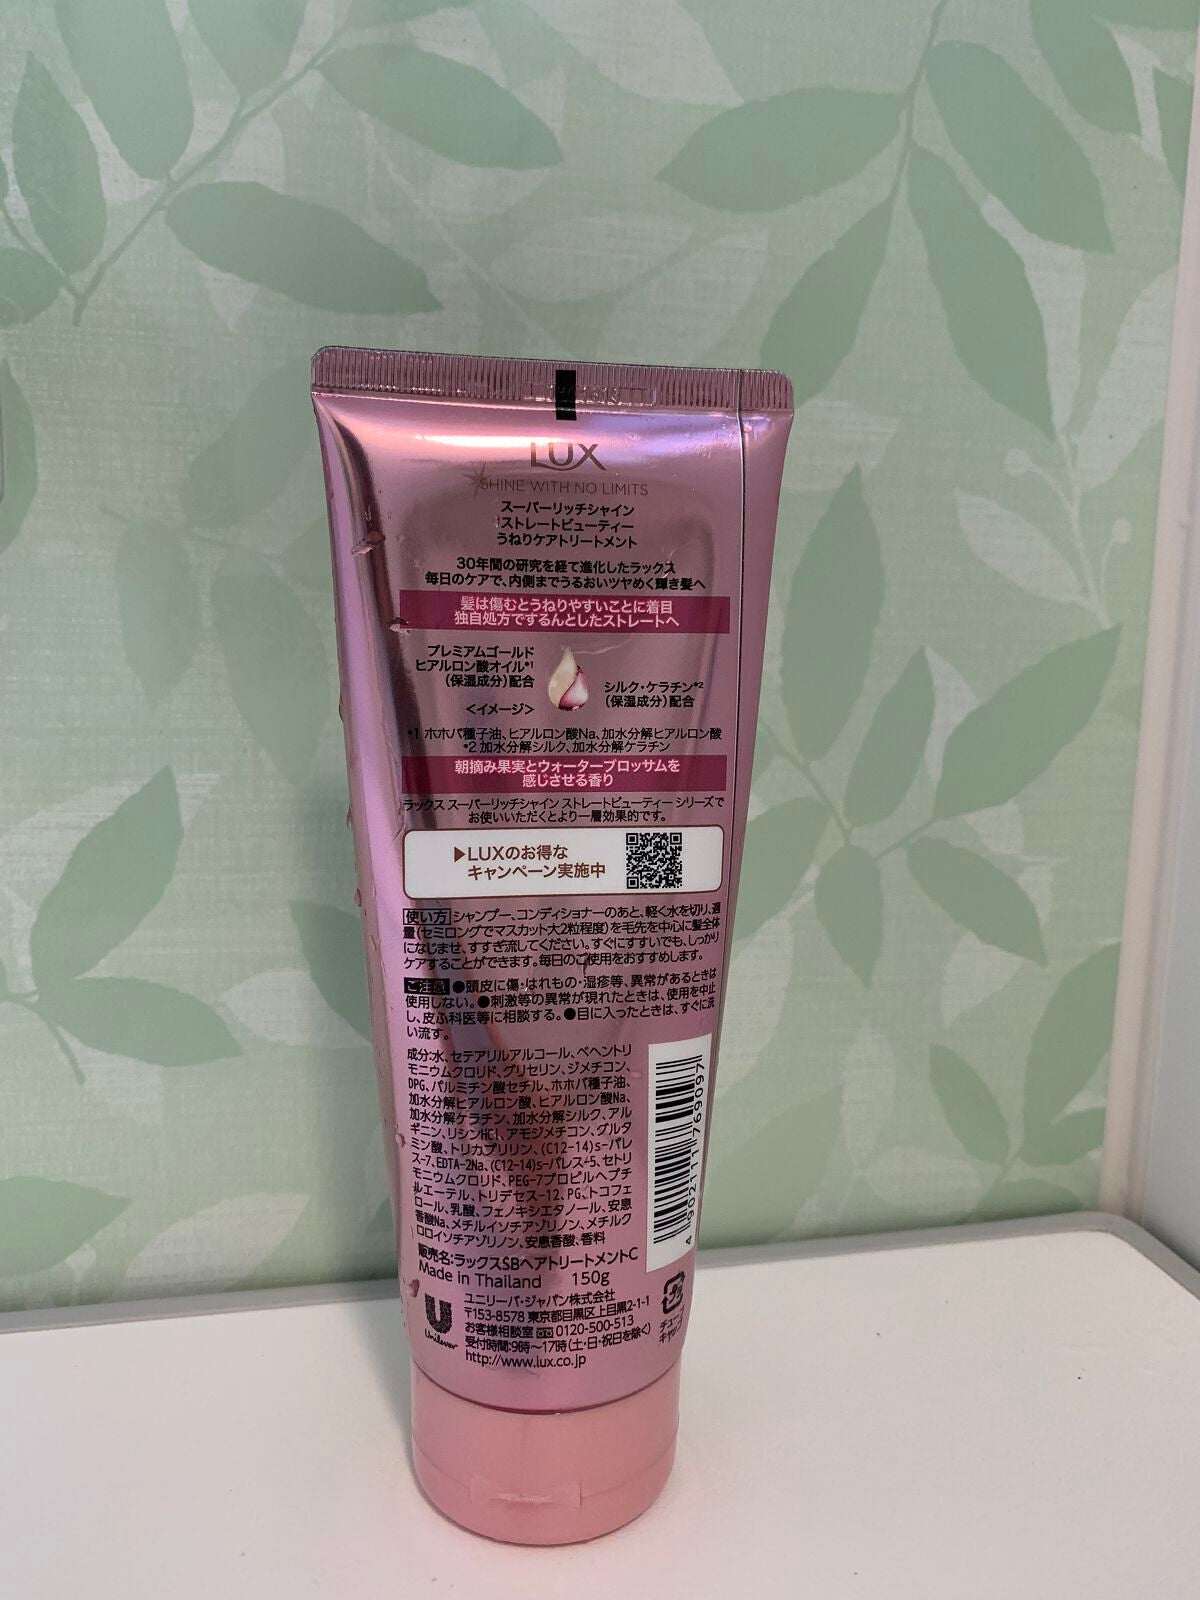 LUX
SHINE WITH NO LIMITS
スーパーリッチシャイン
ストレートビューティー
うねりケアトリートメント
30年間の研究を経て進化したラックス
毎日のケアで、内側までうるおいツヤめく輝き髪へ
髪は傷むとうねりやすいことに着目
独自処方でするんとしたストレートへ
プレミアムゴールド
ヒアルロン酸オイル*1
(保湿成分)配合
シルク・ケラチン*2
(保湿成分)配合
<イメージ>
*1 ホホバ種子油、ヒアルロン酸Na、加水分解ヒアルロン酸
*2 加水分解シルク、加水分解ケラチン
朝摘み果実とウォーターブロッサムを
感じさせる香り
ラックス スーパーリッチシャイン ストレートビューティー シリーズで
お使いいただくとより一層効果的です。
▶LUXのお得な
キャンペーン実施中
使い方 シャンプー、コンディショナーのあと、軽く水を切り、適
量(セミロングでマスカット大2粒程度)を毛先を中心に髪全体
になじませ、すすぎ流してください。すぐにすすいでも、しっかり
ケアすることができます。毎日のご使用をおすすめします。
ご注意 ●頭皮に傷・はれもの・湿疹等、異常があるときは
使用しない。●刺激等の異常が現れたときは、使用を中止
し、皮ふ科医等に相談する。●目に入ったときは、すぐに洗
い流す。
成分:水、セテアリルアルコール、ベヘントリ
モニウムクロリド、グリセリン、ジメチコン、
DPG、パルミチン酸セチル、ホホバ種子油、
加水分解ヒアルロン酸、ヒアルロン酸Na、
加水分解ケラチン、加水分解シルク、アル
ギニン、リシンHCl、アモジメチコン、グルタ
ミン酸、トリカプリリン、(C12-14)s-パレ
ス-7、EDTA-2Na、(C12-14)s-パレス-5、セトリ
モニウムクロリド、PEG-7プロピルヘプチ
ルエーテル、トリデセス-12、PG、トコフェ
ロール、乳酸、フェノキシエタノール、安息
香酸Na、メチルイソチアゾリノン、メチルク
ロロイソチアゾリノン、安息香酸、香料
4 902111 769097
販売名:ラックスSBヘアトリートメントC
Made in Thailand 150g
Unilever
ユニリーバ・ジャパン株式会社
〒153-8578 東京都目黒区上目黒2-1-1
お客様相談室 0120-500-513
受付時間:9時～17時(土・日・祝日を除く)
http://www.lux.co.jp
プラ
チューブ
キャップ